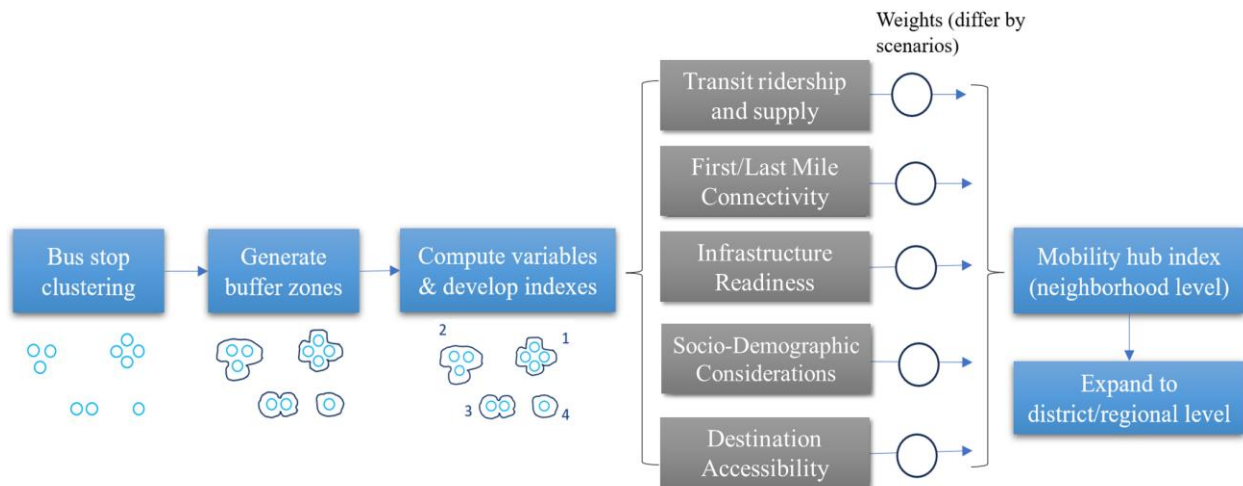 Weights (differ by
scenarios)
Transit ridership
and supply
First/Last Mile
Connectivity
Infrastructure
Readiness
Socio-Demographic
Considerations
Destination
Accessibility
Bus stop
clustering
Generate
buffer zones
Compute variables
& develop indexes
2
1
3
4
Mobility hub index
(neighborhood level)
Expand to
district/regional level